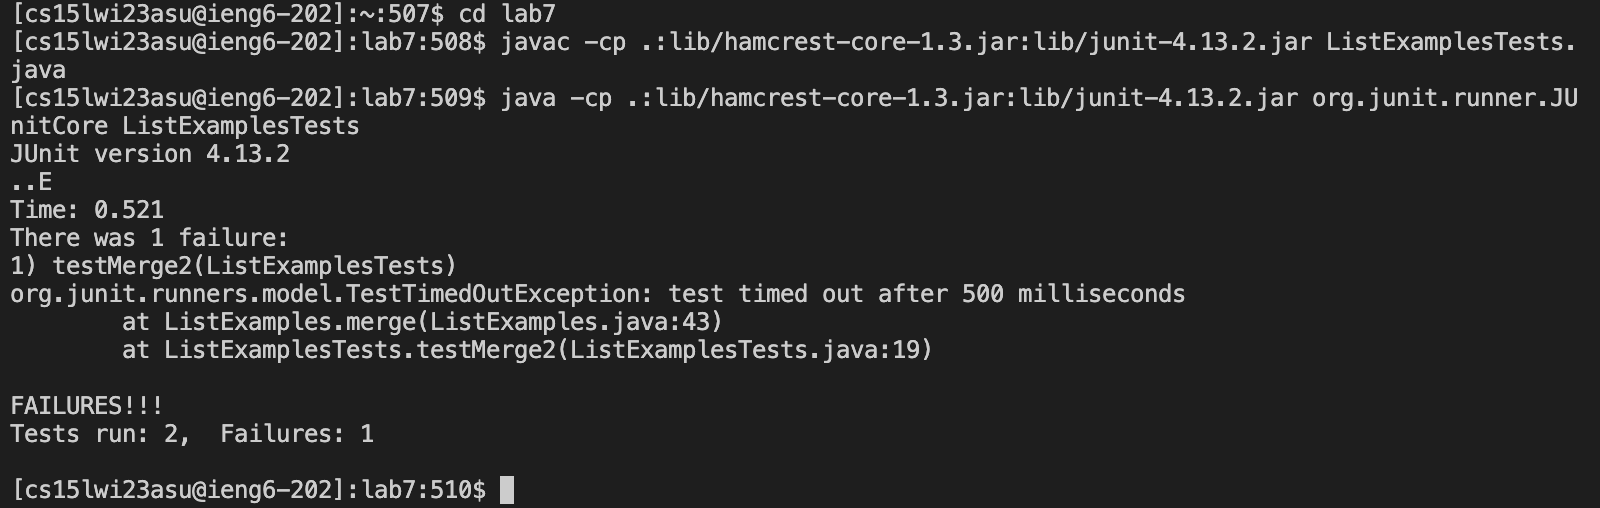 [cs15lwi23asu@ieng6-202]:~:507$ cd lab7
[cs15lwi23asu@ieng6-202]:lab7:508$ javac -cp .:lib/hamcrest-core-1.3.jar:lib/junit-4.13.2.jar ListExamplesTests.
java
[cs15lwi23asu@ieng6-202]:lab7:509$ java -cp .:lib/hamcrest-core-1.3.jar:lib/junit-4.13.2.jar org.junit.runner.JU
nitCore ListExamplesTests
JUnit version 4.13.2
..E
Time: 0.521
There was 1 failure:
1) testMerge2(ListExamplesTests)
org.junit.runners.model.TestTimedOutException: test timed out after 500 milliseconds
        at ListExamples.merge(ListExamples.java:43)
        at ListExamplesTests.testMerge2(ListExamplesTests.java:19)

FAILURES!!!
Tests run: 2,  Failures: 1

[cs15lwi23asu@ieng6-202]:lab7:510$